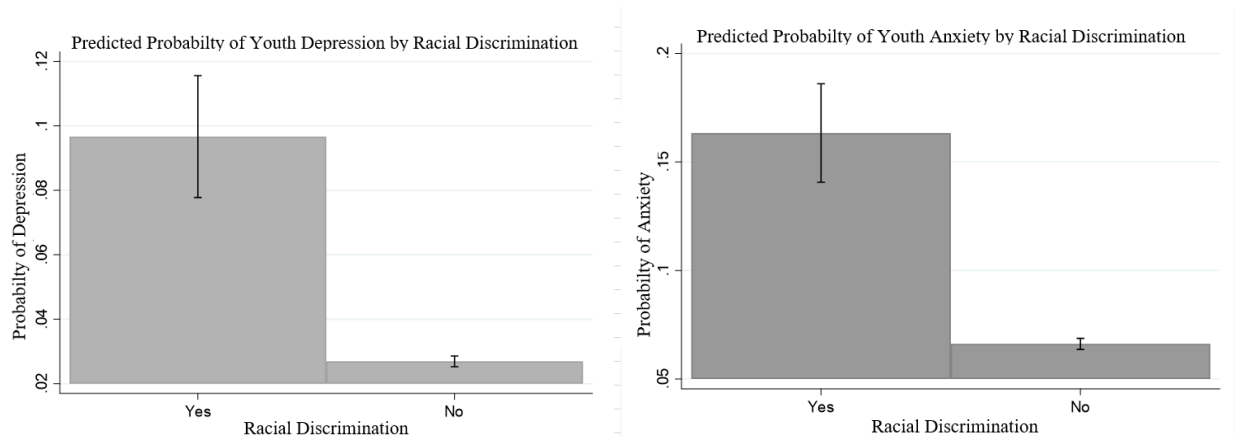 Predicted Probabilty of Youth Depression by Racial Discrimination
Probabilty of Depression
.12
.1
.08
.06
.04
.02
Yes
No
Racial Discrimination
Predicted Probabilty of Youth Anxiety by Racial Discrimination
Probabilty of Anxiety
.2
.15
.1
.05
Yes
No
Racial Discrimination